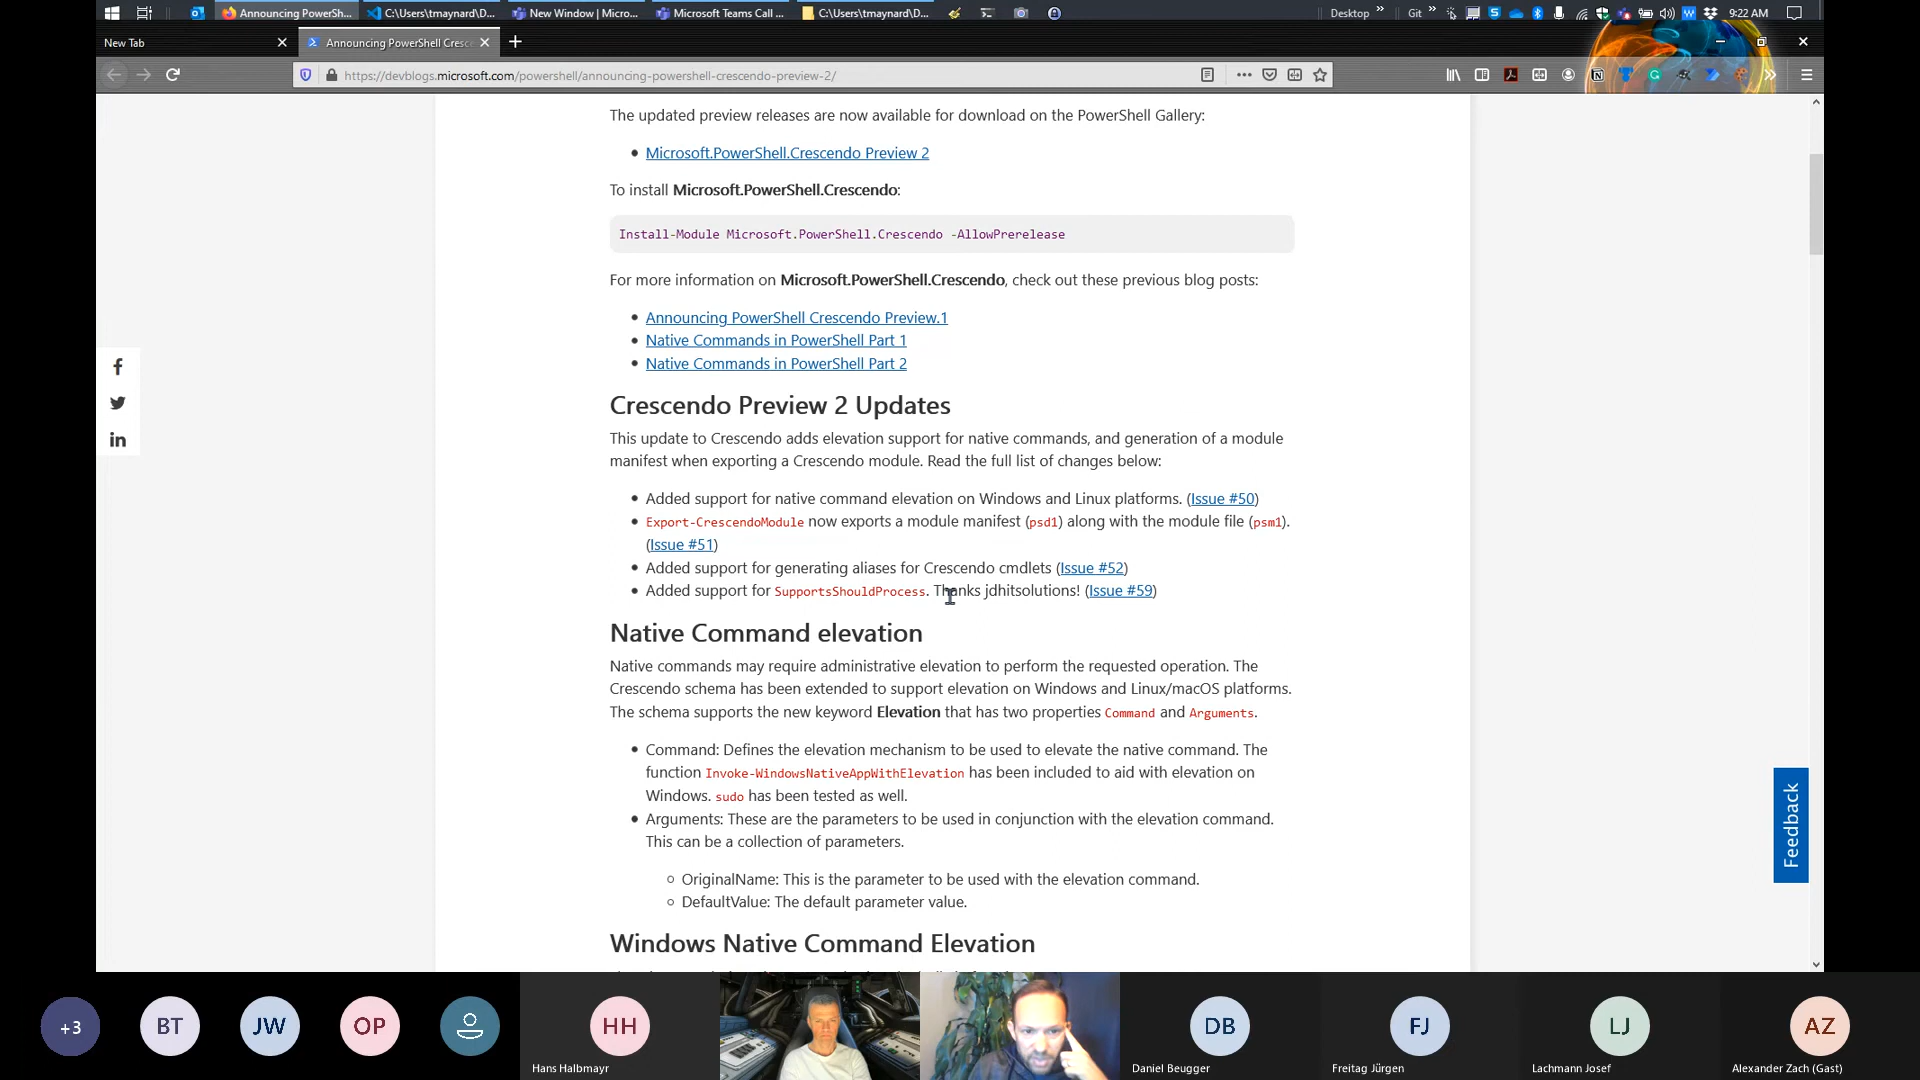 Announcing PowerSh...
C:\Users\tmaynard\D...
New Window | Micro...
Microsoft Teams Call ...
C:\Users\tmaynard\D...
Desktop
Git
9:22 AM
New Tab
Announcing PowerShell Cresc
https://devblogs.microsoft.com/powershell/announcing-powershell-crescendo-preview-2/
The updated preview releases are now available for download on the PowerShell Gallery:
• Microsoft.PowerShell.Crescendo Preview 2
To install Microsoft.PowerShell.Crescendo:
Install-Module Microsoft.PowerShell.Crescendo -AllowPrerelease
For more information on Microsoft.PowerShell.Crescendo, check out these previous blog posts:
• Announcing PowerShell Crescendo Preview.1
• Native Commands in PowerShell Part 1
• Native Commands in PowerShell Part 2
Crescendo Preview 2 Updates
This update to Crescendo adds elevation support for native commands, and generation of a module
manifest when exporting a Crescendo module. Read the full list of changes below:
• Added support for native command elevation on Windows and Linux platforms. (Issue #50)
• Export-CrescendoModule now exports a module manifest (psd1) along with the module file (psm1).
(Issue #51)
• Added support for generating aliases for Crescendo cmdlets (Issue #52)
• Added support for SupportsShouldProcess. Thanks jdhitsolutions! (Issue #59)
Native Command elevation
Native commands may require administrative elevation to perform the requested operation. The
Crescendo schema has been extended to support elevation on Windows and Linux/macOS platforms.
The schema supports the new keyword Elevation that has two properties Command and Arguments.
• Command: Defines the elevation mechanism to be used to elevate the native command. The
function Invoke-WindowsNativeAppWithElevation has been included to aid with elevation on
Windows. sudo has been tested as well.
• Arguments: These are the parameters to be used in conjunction with the elevation command.
This can be a collection of parameters.
○ OriginalName: This is the parameter to be used with the elevation command.
○ DefaultValue: The default parameter value.
Windows Native Command Elevation
Feedback
+3
BT
JW
OP
HH
DB
FJ
LJ
AZ
Hans Halbmayr
Daniel Beugger
Freitag Jürgen
Lachmann Josef
Alexander Zach (Gast)